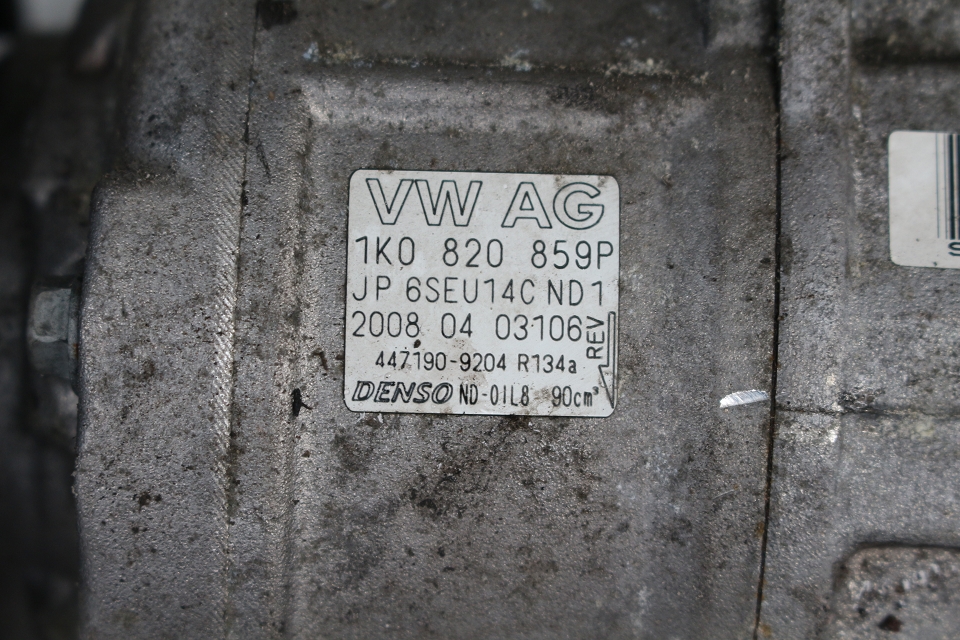 VW AG
1K0 820 859P
JP 6SEU14C ND1
2008 04 03106
REV
447190-9204 R134a
DENSO ND-OIL8 90cm³
S